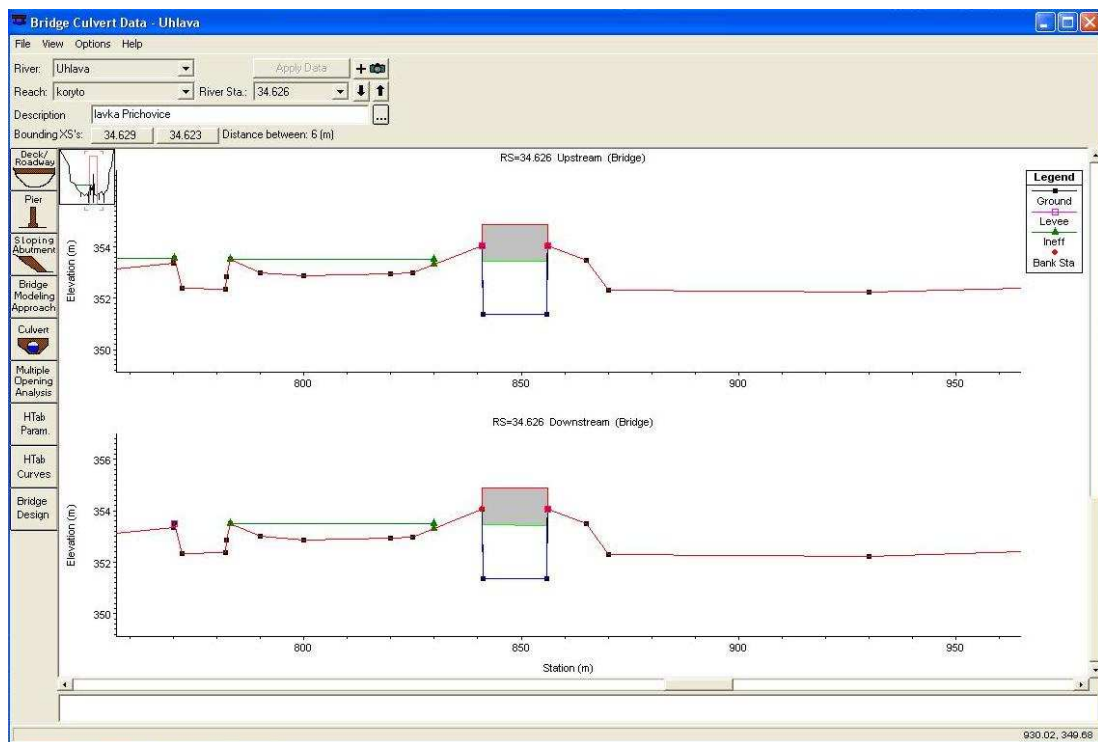 Bridge Culvert Data - Uhlava
File View Options Help
River: Uhlava Apply Data +
Reach: koryto River Sta.: 34.626
Description lavka Prichovice ...
Bounding XS's: 34.629 34.623 Distance between: 6 (m)
Deck/
Roadway
Pier
Sloping
Abutment
Bridge
Modeling
Approach
Culvert
Multiple
Opening
Analysis
HTab
Param.
HTab
Curves
Bridge
Design
RS=34.626 Upstream (Bridge)
Elevation (m)
354
352
350
800 850 900 950
Legend
Ground
Levee
Ineff
Bank Sta
RS=34.626 Downstream (Bridge)
Elevation (m)
356
354
352
350
800 850 900 950
Station (m)
930.02, 349.68